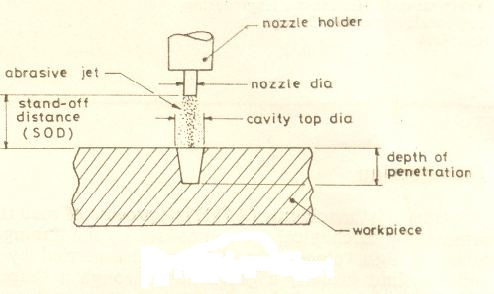 nozzle holder
abrasive jet
nozzle dia
stand-off
distance
(SOD)
cavity top dia
depth of
penetration
workpiece